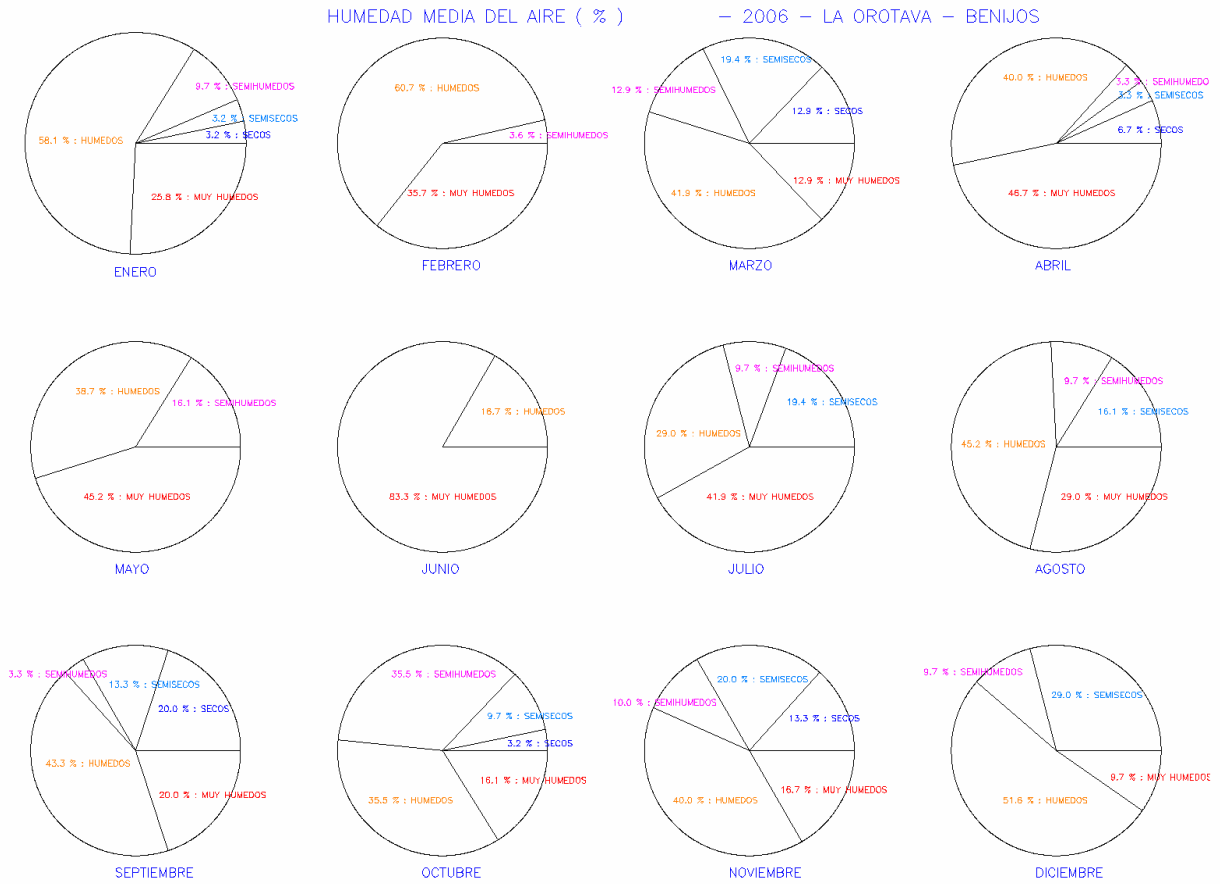 HUMEDAD MEDIA DEL AIRE ( % ) - 2006 - LA OROTAVA - BENIJOS
9.7 % : SEMIHUMEDOS
3.2 % : SEMISECOS
3.2 % : SECOS
58.1 % : HUMEDOS
25.8 % : MUY HUMEDOS
ENERO
60.7 % : HUMEDOS
3.6 % : SEMIHUMEDOS
35.7 % : MUY HUMEDOS
FEBRERO
19.4 % : SEMISECOS
12.9 % : SEMIHUMEDOS
12.9 % : SECOS
12.9 % : MUY HUMEDOS
41.9 % : HUMEDOS
MARZO
40.0 % : HUMEDOS
3.3 % : SEMIHUMEDO
3.3 % : SEMISECOS
6.7 % : SECOS
46.7 % : MUY HUMEDOS
ABRIL
38.7 % : HUMEDOS
16.1 % : SEMIHUMEDOS
45.2 % : MUY HUMEDOS
MAYO
16.7 % : HUMEDOS
83.3 % : MUY HUMEDOS
JUNIO
9.7 % : SEMIHUMEDOS
19.4 % : SEMISECOS
29.0 % : HUMEDOS
41.9 % : MUY HUMEDOS
JULIO
9.7 % : SEMIHUMEDOS
16.1 % : SEMISECOS
45.2 % : HUMEDOS
29.0 % : MUY HUMEDOS
AGOSTO
3.3 % : SEMIHUMEDOS
13.3 % : SEMISECOS
20.0 % : SECOS
43.3 % : HUMEDOS
20.0 % : MUY HUMEDOS
SEPTIEMBRE
35.5 % : SEMIHUMEDOS
9.7 % : SEMISECOS
3.2 % : SECOS
16.1 % : MUY HUMEDOS
35.5 % : HUMEDOS
OCTUBRE
20.0 % : SEMISECOS
10.0 % : SEMIHUMEDOS
13.3 % : SECOS
16.7 % : MUY HUMEDOS
40.0 % : HUMEDOS
NOVIEMBRE
9.7 % : SEMIHUMEDOS
29.0 % : SEMISECOS
9.7 % : MUY HUMEDOS
51.6 % : HUMEDOS
DICIEMBRE